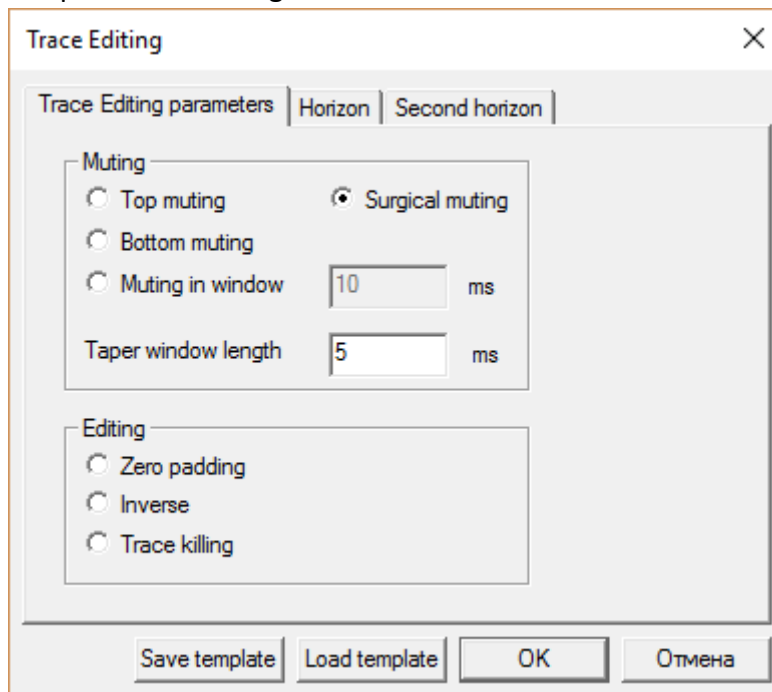 Trace Editing
Trace Editing parameters Horizon Second horizon
Muting
Top muting Surgical muting
Bottom muting
Muting in window 10 ms
Taper window length 5 ms
Editing
Zero padding
Inverse
Trace killing
Save template Load template OK Отмена